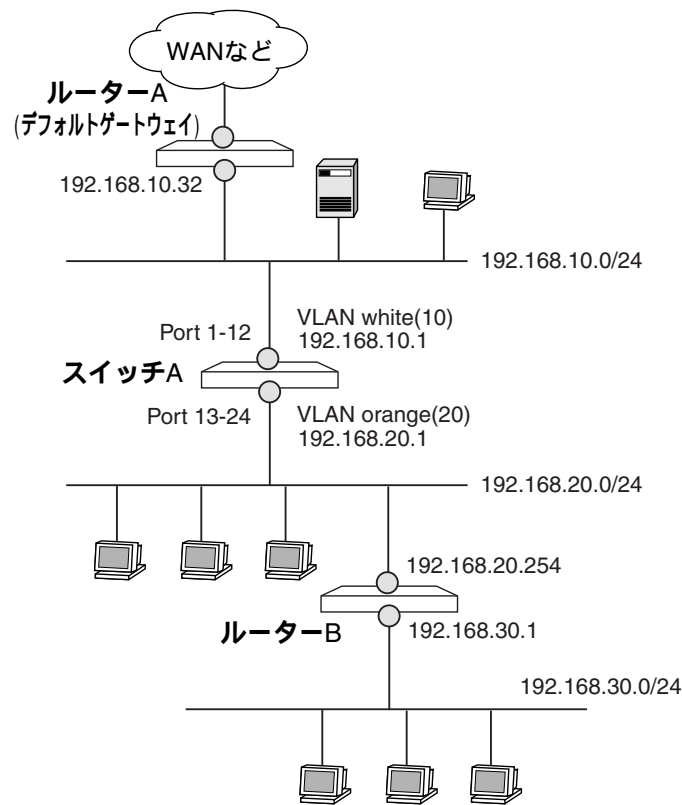 WANなど
ルーターA
(デフォルトゲートウェイ)
192.168.10.32
192.168.10.0/24
Port 1-12
VLAN white(10)
192.168.10.1
スイッチA
Port 13-24
VLAN orange(20)
192.168.20.1
192.168.20.0/24
192.168.20.254
ルーターB
192.168.30.1
192.168.30.0/24